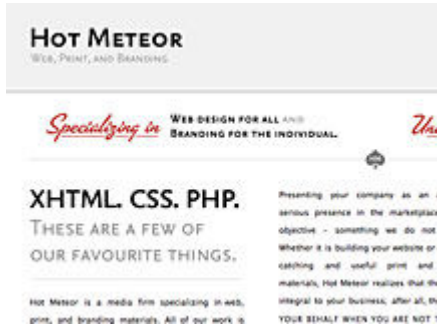 HOT METEOR
WEB, PRINT, AND BRANDING.
Specializing in
WEB DESIGN FOR ALL AND
BRANDING FOR THE INDIVIDUAL.
XHTML. CSS. PHP.
THESE ARE A FEW OF
OUR FAVOURITE THINGS.
Hot Meteor is a media firm specializing in web,
print, and branding materials. All of our work is
Presenting your company as an
serious presence in the marketplace
objective – something we do not
Whether it is building your website or
catching and useful print and
materials, Hot Meteor realizes that the
integral to your business; after all, the
YOUR BEHALF WHEN YOU ARE NOT